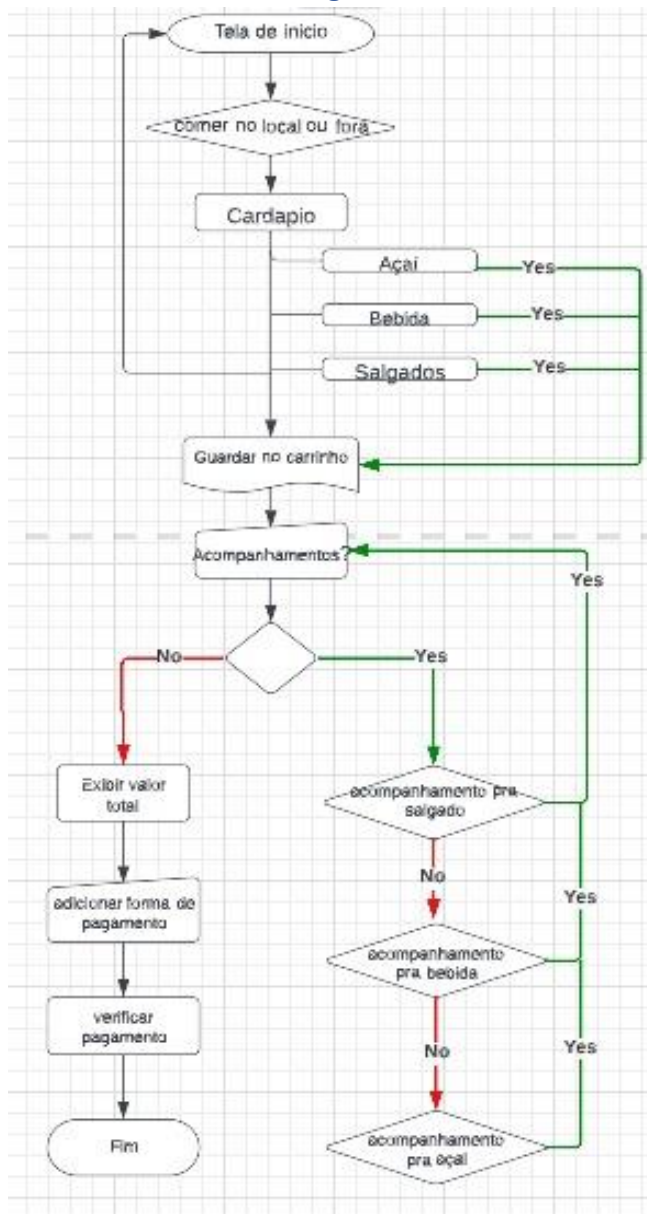 Tela de inicio
comer no local ou fora
Cardapio
Açaí
Yes
Bebida
Yes
Salgados
Yes
Guardar no carrinho
Acompanhamentos?
Yes
No
Yes
Exibir valor
total
acompanhamento pra
salgado
No
Yes
adicionar forma de
pagamento
acompanhamento
pra bebida
verificar
pagamento
No
Yes
Fim
acompanhamento
pra açaí